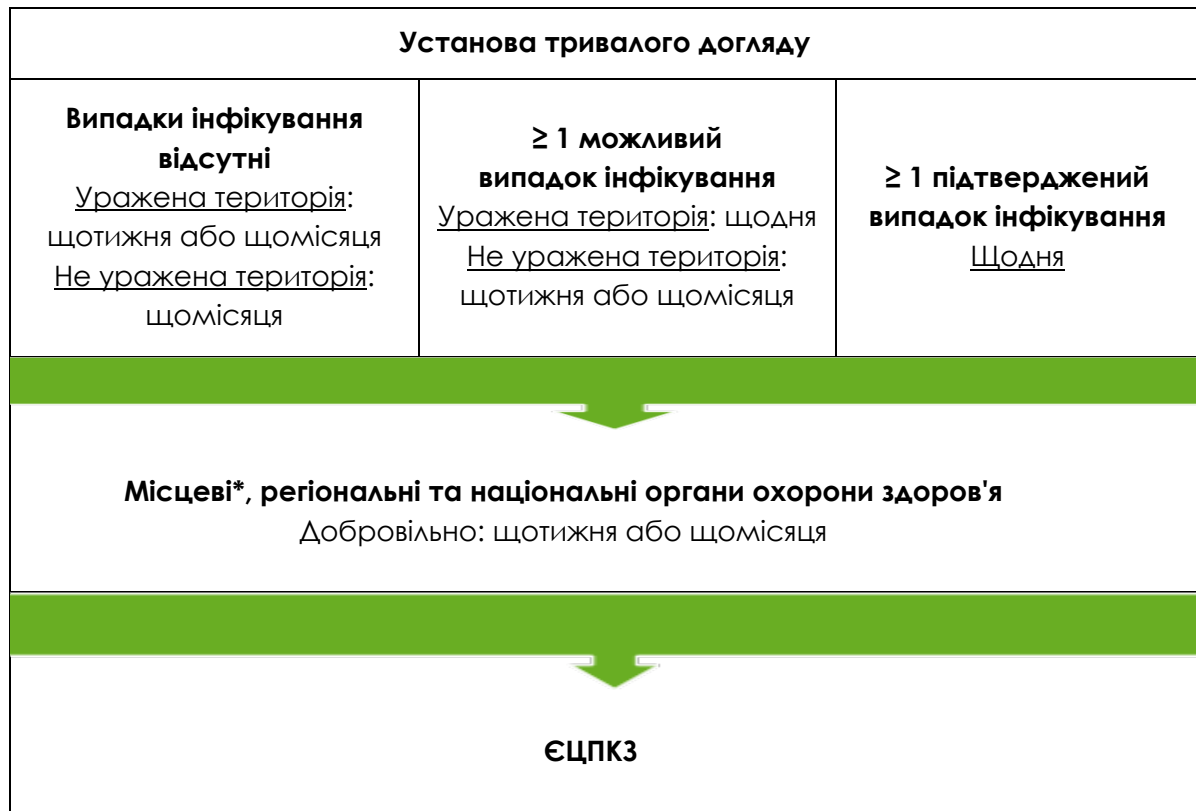 Установа тривалого догляду
Випадки інфікування
відсутні
Уражена територія:
щотижня або щомісяця
Не уражена територія:
щомісяця
≥ 1 можливий
випадок інфікування
Уражена територія: щодня
Не уражена територія:
щотижня або щомісяця
≥ 1 підтверджений
випадок інфікування
Щодня
Місцеві*, регіональні та національні органи охорони здоров'я
Добровільно: щотижня або щомісяця
ЄЦПКЗ